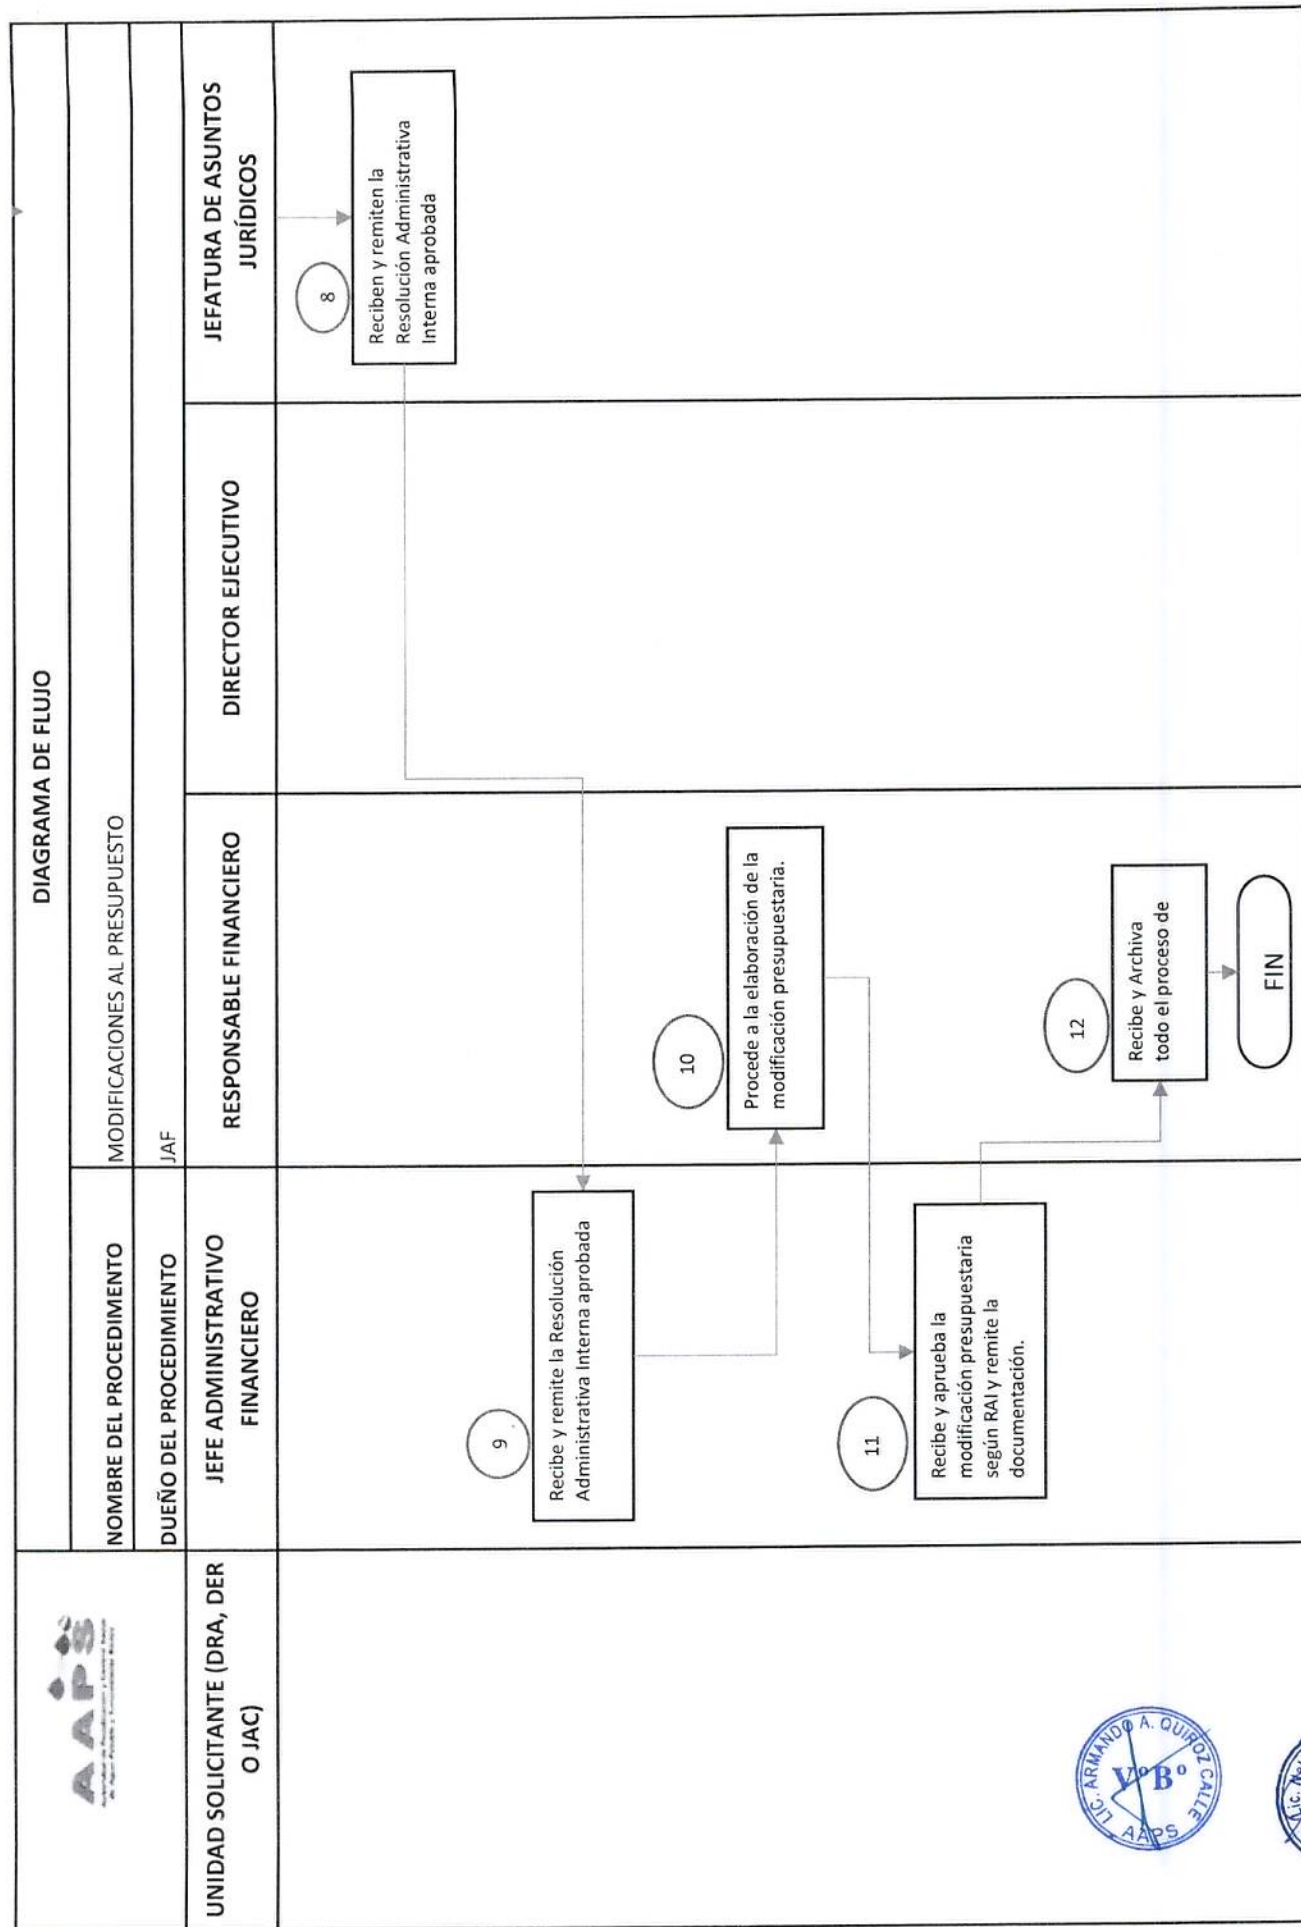 DIAGRAMA DE FLUJO
AAPS
NOMBRE DEL PROCEDIMENTO
MODIFICACIONES AL PRESUPUESTO
DUEÑO DEL PROCEDIMIENTO
JAF
UNIDAD SOLICITANTE (DRA, DER
O JAC)
JEFE ADMINISTRATIVO
FINANCIERO
RESPONSABLE FINANCIERO
DIRECTOR EJECUTIVO
JEFATURA DE ASUNTOS
JURÍDICOS
8
Reciben y remiten la
Resolución Administrativa
Interna aprobada
9
Recibe y remite la Resolución
Administrativa Interna aprobada
10
Procede a la elaboración de la
modificación presupuestaria.
11
Recibe y aprueba la
modificación presupuestaria
según RAI y remite la
documentación.
12
Recibe y Archiva
todo el proceso de
FIN
LIC. ARMANDO A. QUIROZ CALLE
VºBº
AAPS
Lic.